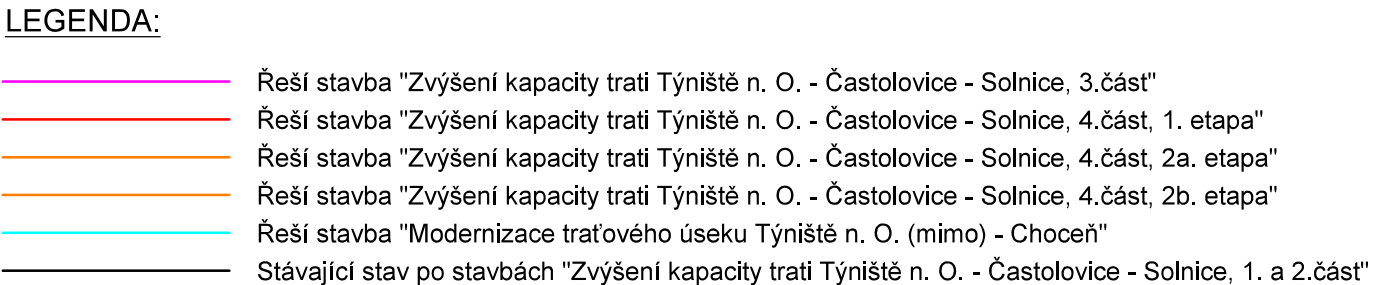 LEGENDA:
Řeší stavba "Zvýšení kapacity trati Týniště n. O. - Častolovice - Solnice, 3.část"
Řeší stavba "Zvýšení kapacity trati Týniště n. O. - Častolovice - Solnice, 4.část, 1. etapa"
Řeší stavba "Zvýšení kapacity trati Týniště n. O. - Častolovice - Solnice, 4.část, 2a. etapa"
Řeší stavba "Zvýšení kapacity trati Týniště n. O. - Častolovice - Solnice, 4.část, 2b. etapa"
Řeší stavba "Modernizace traťového úseku Týniště n. O. (mimo) - Choceň"
Stávající stav po stavbách "Zvýšení kapacity trati Týniště n. O. - Častolovice - Solnice, 1. a 2.část"